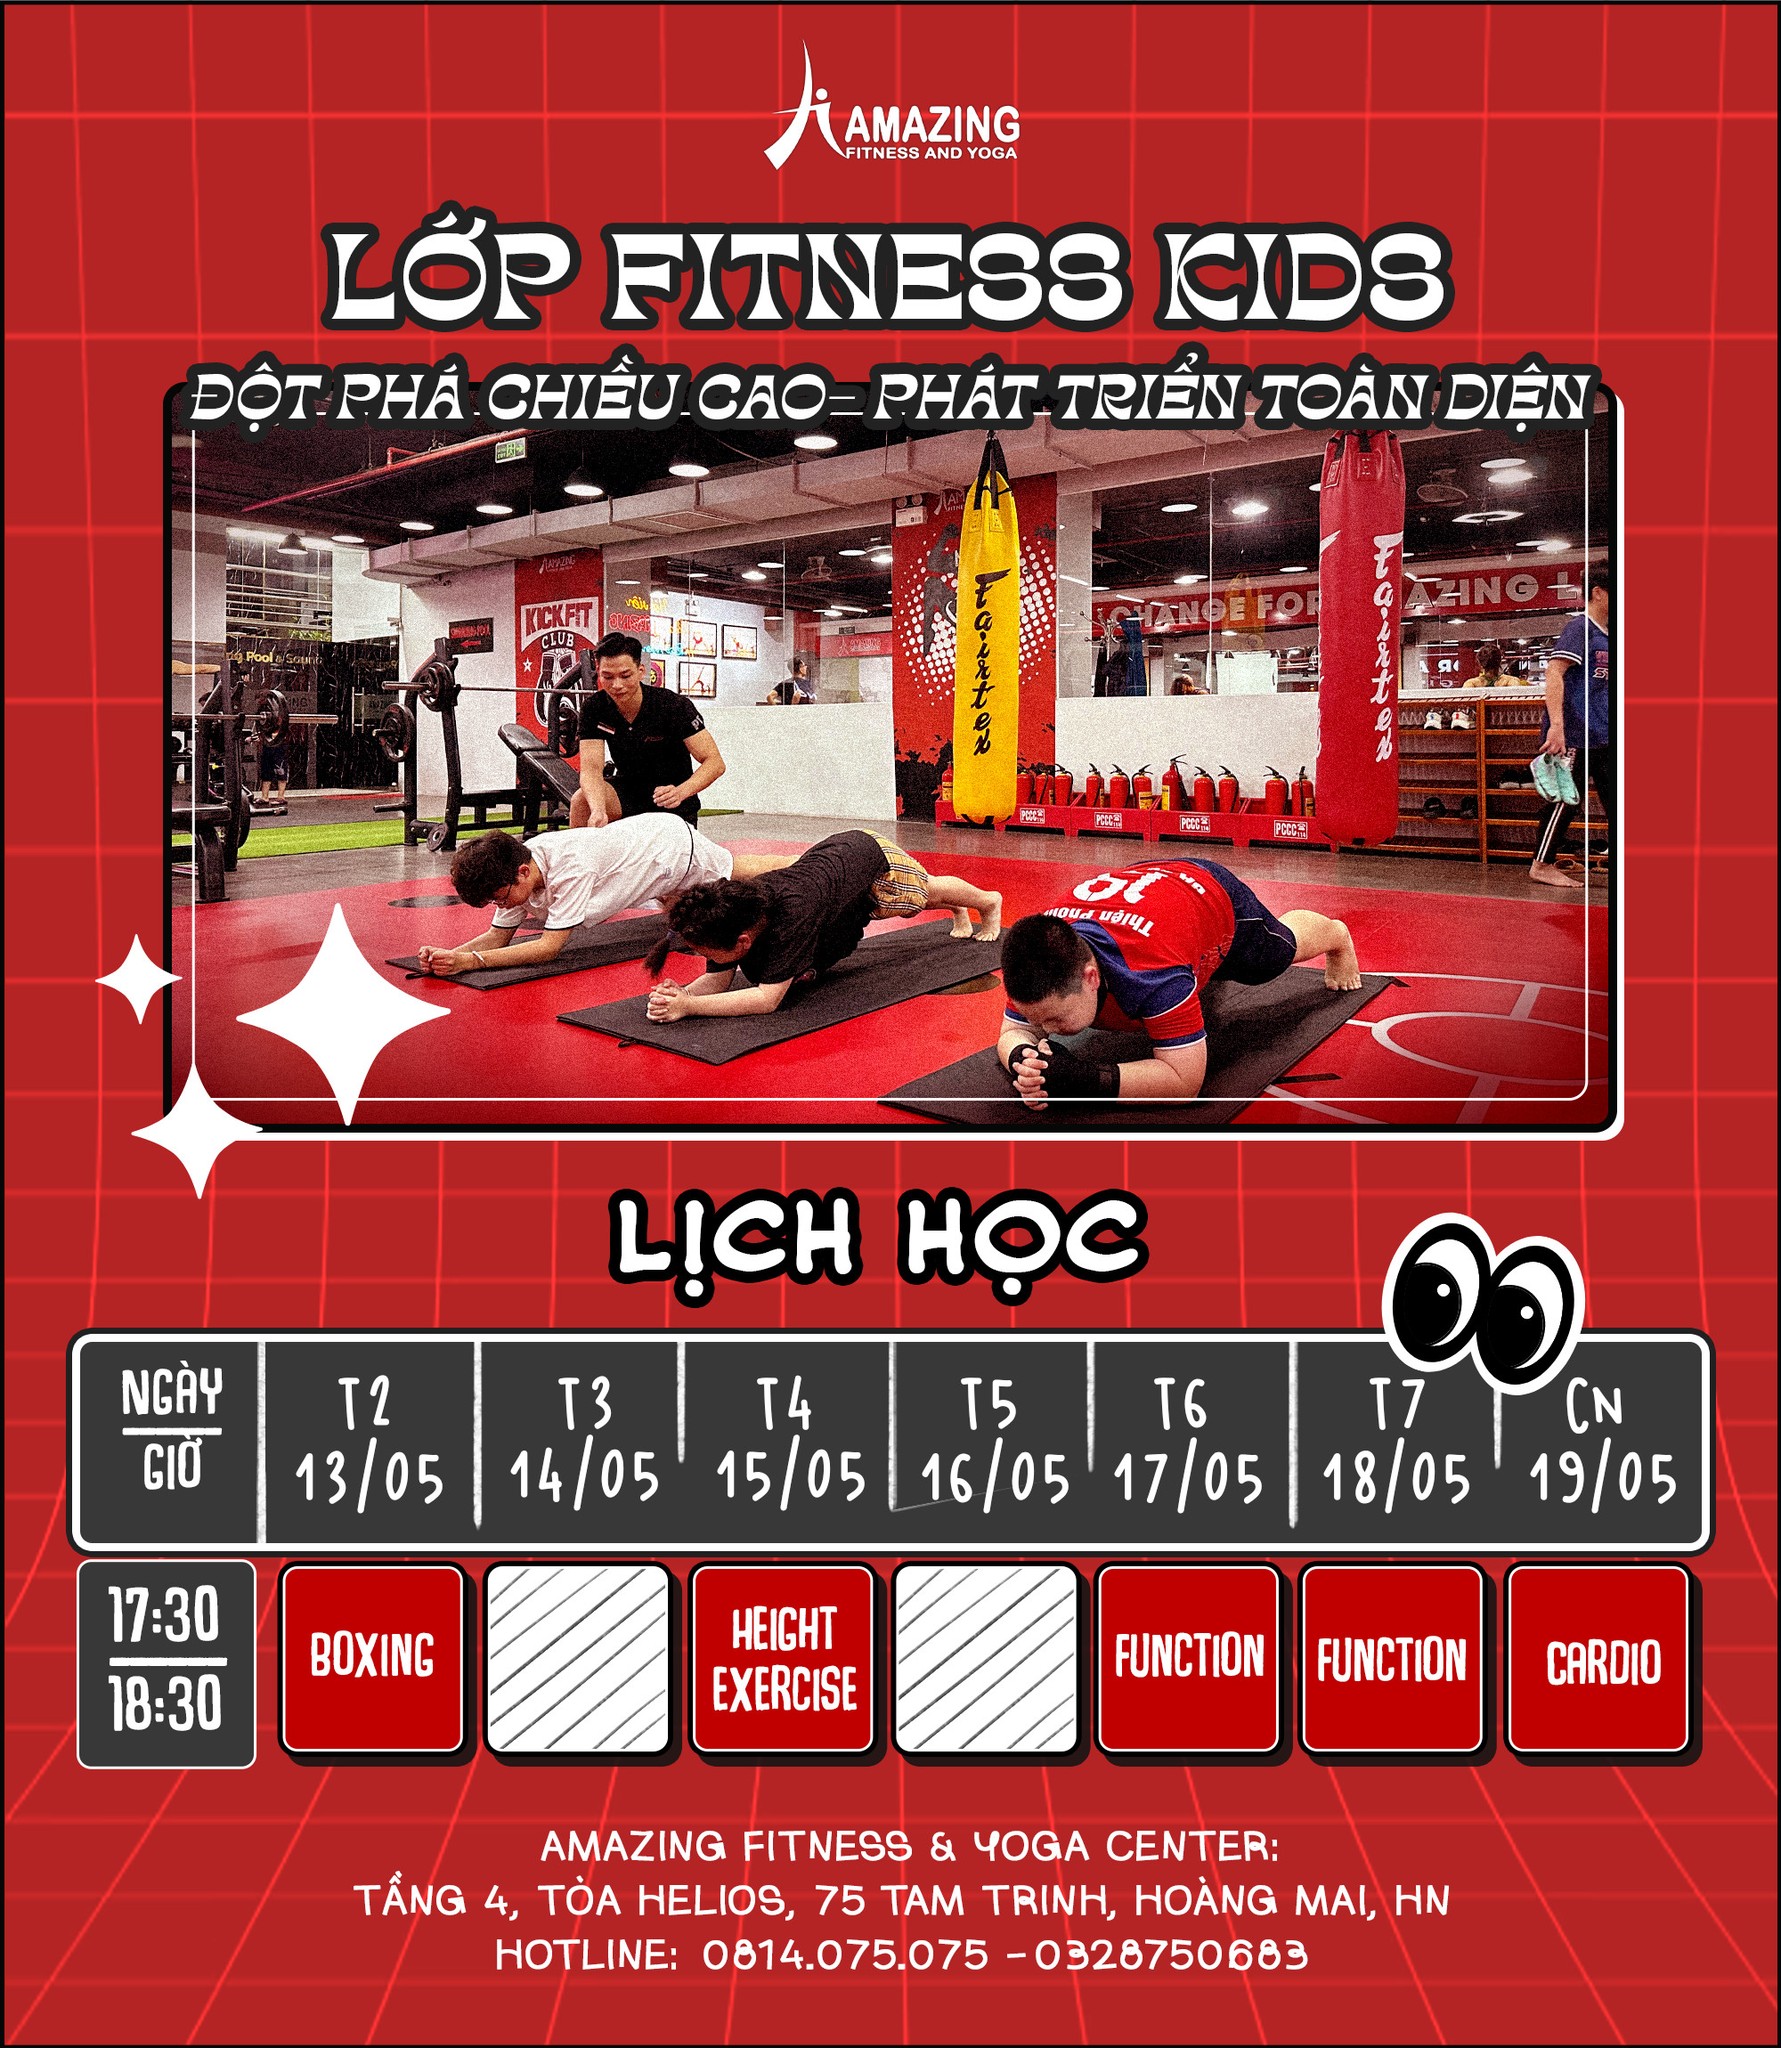 AMAZING
FITNESS AND YOGA
LỚP FITNESS KIDS
ĐỘT PHÁ CHIỀU CAO- PHÁT TRIỂN TOÀN DIỆN
AMAZING
KICKFIT
CLUB
Fairtex
Fairtex
CHANGE FOR AMAZING
PCCC
PCCC
PCCC
PCCC
10
LỊCH HỌC
NGÀY
GIỜ
T2 T3 T4 T5 T6 T7 CN
13/05 14/05 15/05 16/05 17/05 18/05 19/05
17:30
18:30
BOXING
HEIGHT
EXERCISE
FUNCTION
FUNCTION
CARDIO
AMAZING FITNESS & YOGA CENTER:
TẦNG 4, TÒA HELIOS, 75 TAM TRINH, HOÀNG MAI, HN
HOTLINE: 0814.075.075 - 0328750683